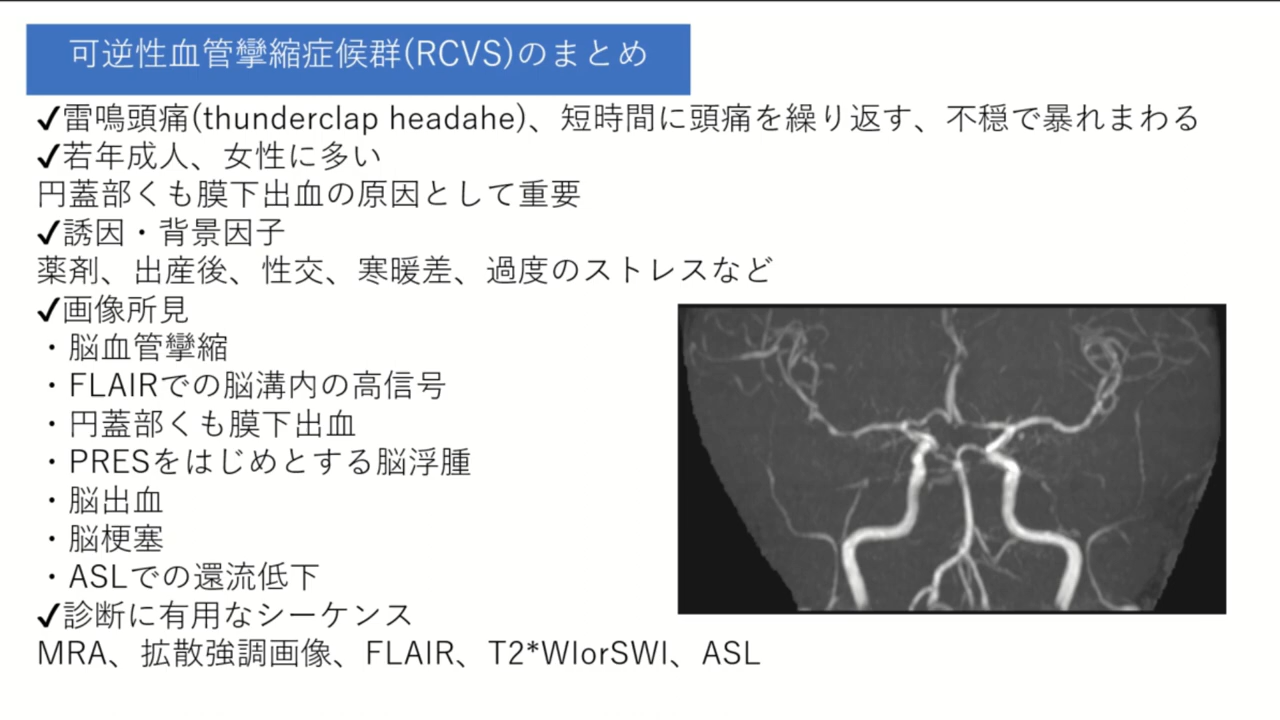 可逆性血管攣縮症候群(RCVS)のまとめ
✓雷鳴頭痛(thunderclap headahe)、短時間に頭痛を繰り返す、不穏で暴れまわる
✓若年成人、女性に多い
円蓋部くも膜下出血の原因として重要
✓誘因・背景因子
薬剤、出産後、性交、寒暖差、過度のストレスなど
✓画像所見
・脳血管攣縮
・FLAIRでの脳溝内の高信号
・円蓋部くも膜下出血
・PRESをはじめとする脳浮腫
・脳出血
・脳梗塞
・ASLでの還流低下
✓診断に有用なシーケンス
MRA、拡散強調画像、FLAIR、T2*WIorSWI、ASL